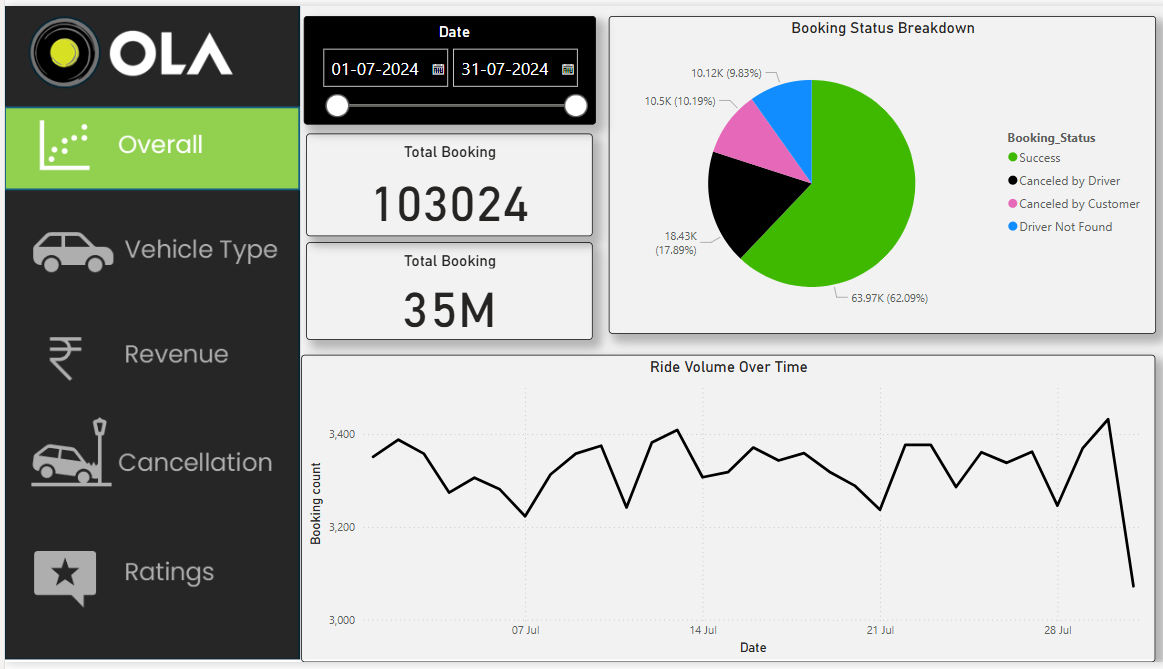 OLA
Overall
Vehicle Type
Revenue
Cancellation
Ratings
Date
01-07-2024
31-07-2024
Total Booking
103024
Total Booking
35M
Booking Status Breakdown
10.12K (9.83%)
10.5K (10.19%)
18.43K
(17.89%)
63.97K (62.09%)
Booking_Status
Success
Canceled by Driver
Canceled by Customer
Driver Not Found
Ride Volume Over Time
Booking count
3,400
3,200
3,000
07 Jul
14 Jul
21 Jul
28 Jul
Date